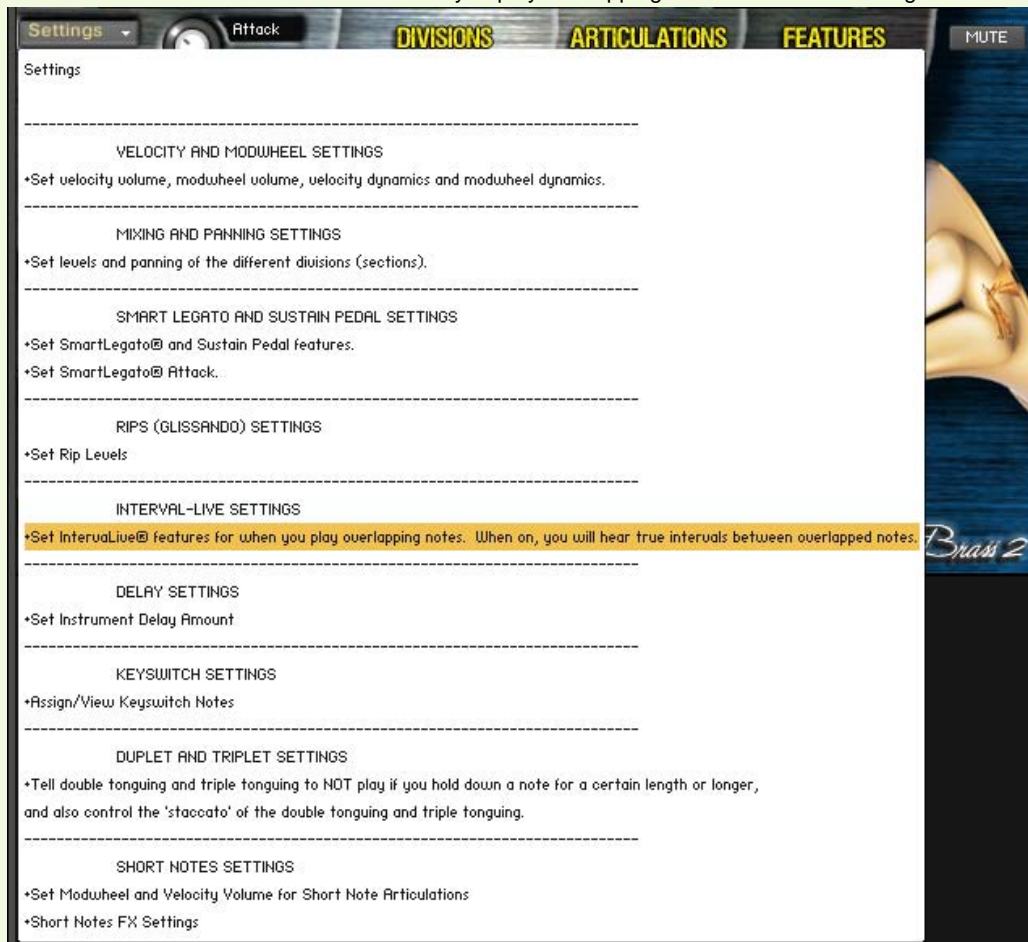 Settings
Attack
DIVISIONS
ARTICULATIONS
FEATURES
MUTE
Settings
--------------------------------------------------------------------------
VELOCITY AND MODWHEEL SETTINGS
+Set velocity volume, modwheel volume, velocity dynamics and modwheel dynamics.
--------------------------------------------------------------------------
MIXING AND PANNING SETTINGS
+Set levels and panning of the different divisions (sections).
--------------------------------------------------------------------------
SMART LEGATO AND SUSTAIN PEDAL SETTINGS
+Set SmartLegato® and Sustain Pedal features.
+Set SmartLegato® Attack.
--------------------------------------------------------------------------
RIPS (GLISSANDO) SETTINGS
+Set Rip Levels
--------------------------------------------------------------------------
INTERVAL-LIVE SETTINGS
+Set IntervaLive® features for when you play overlapping notes.  When on, you will hear true intervals between overlapped notes.
Brass 2
--------------------------------------------------------------------------
DELAY SETTINGS
+Set Instrument Delay Amount
--------------------------------------------------------------------------
KEYSWITCH SETTINGS
+Assign/View Keyswitch Notes
--------------------------------------------------------------------------
DUPLET AND TRIPLET SETTINGS
+Tell double tonguing and triple tonguing to NOT play if you hold down a note for a certain length or longer,
and also control the 'staccato' of the double tonguing and triple tonguing.
--------------------------------------------------------------------------
SHORT NOTES SETTINGS
+Set Modwheel and Velocity Volume for Short Note Articulations
+Short Notes FX Settings